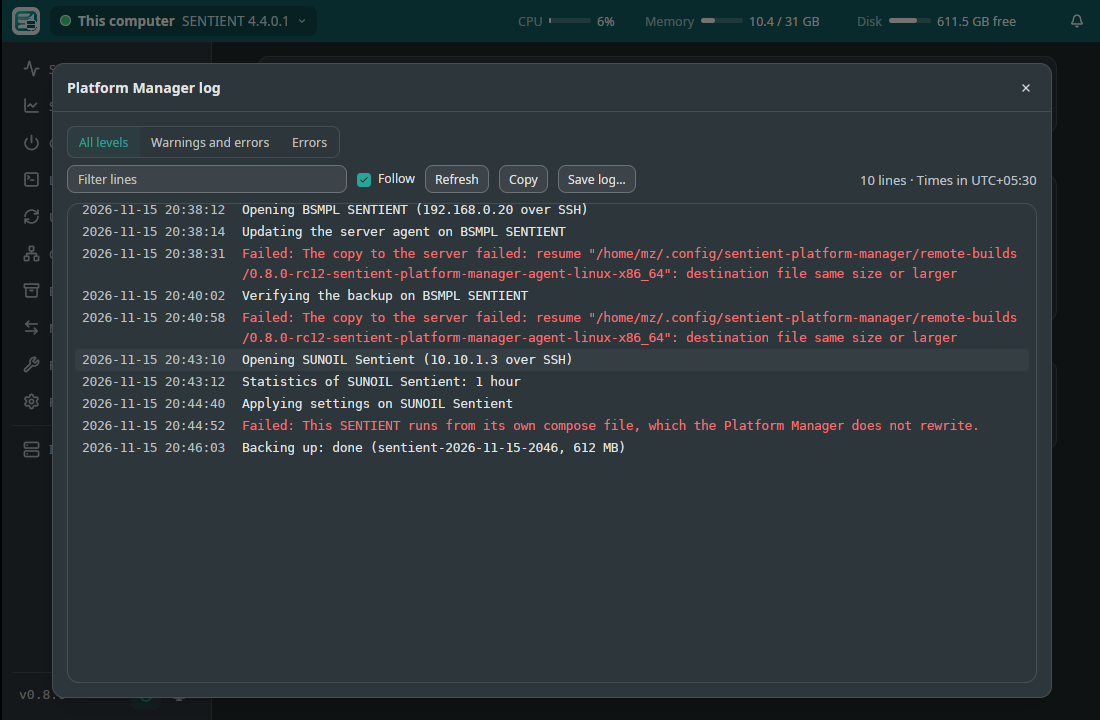 This computer SENTIENT 4.4.0.1
CPU 6%
Memory 10.4 / 31 GB
Disk 611.5 GB free
Platform Manager log
×
All levels
Warnings and errors
Errors
Filter lines
Follow
Refresh
Copy
Save log...
10 lines · Times in UTC+05:30
2026-11-15 20:38:12 Opening BSMPL SENTIENT (192.168.0.20 over SSH)
2026-11-15 20:38:14 Updating the server agent on BSMPL SENTIENT
2026-11-15 20:38:31 Failed: The copy to the server failed: resume "/home/mz/.config/sentient-platform-manager/remote-builds
/0.8.0-rc12-sentient-platform-manager-agent-linux-x86_64": destination file same size or larger
2026-11-15 20:40:02 Verifying the backup on BSMPL SENTIENT
2026-11-15 20:40:58 Failed: The copy to the server failed: resume "/home/mz/.config/sentient-platform-manager/remote-builds
/0.8.0-rc12-sentient-platform-manager-agent-linux-x86_64": destination file same size or larger
2026-11-15 20:43:10 Opening SUNOIL Sentient (10.10.1.3 over SSH)
2026-11-15 20:43:12 Statistics of SUNOIL Sentient: 1 hour
2026-11-15 20:44:40 Applying settings on SUNOIL Sentient
2026-11-15 20:44:52 Failed: This SENTIENT runs from its own compose file, which the Platform Manager does not rewrite.
2026-11-15 20:46:03 Backing up: done (sentient-2026-11-15-2046, 612 MB)